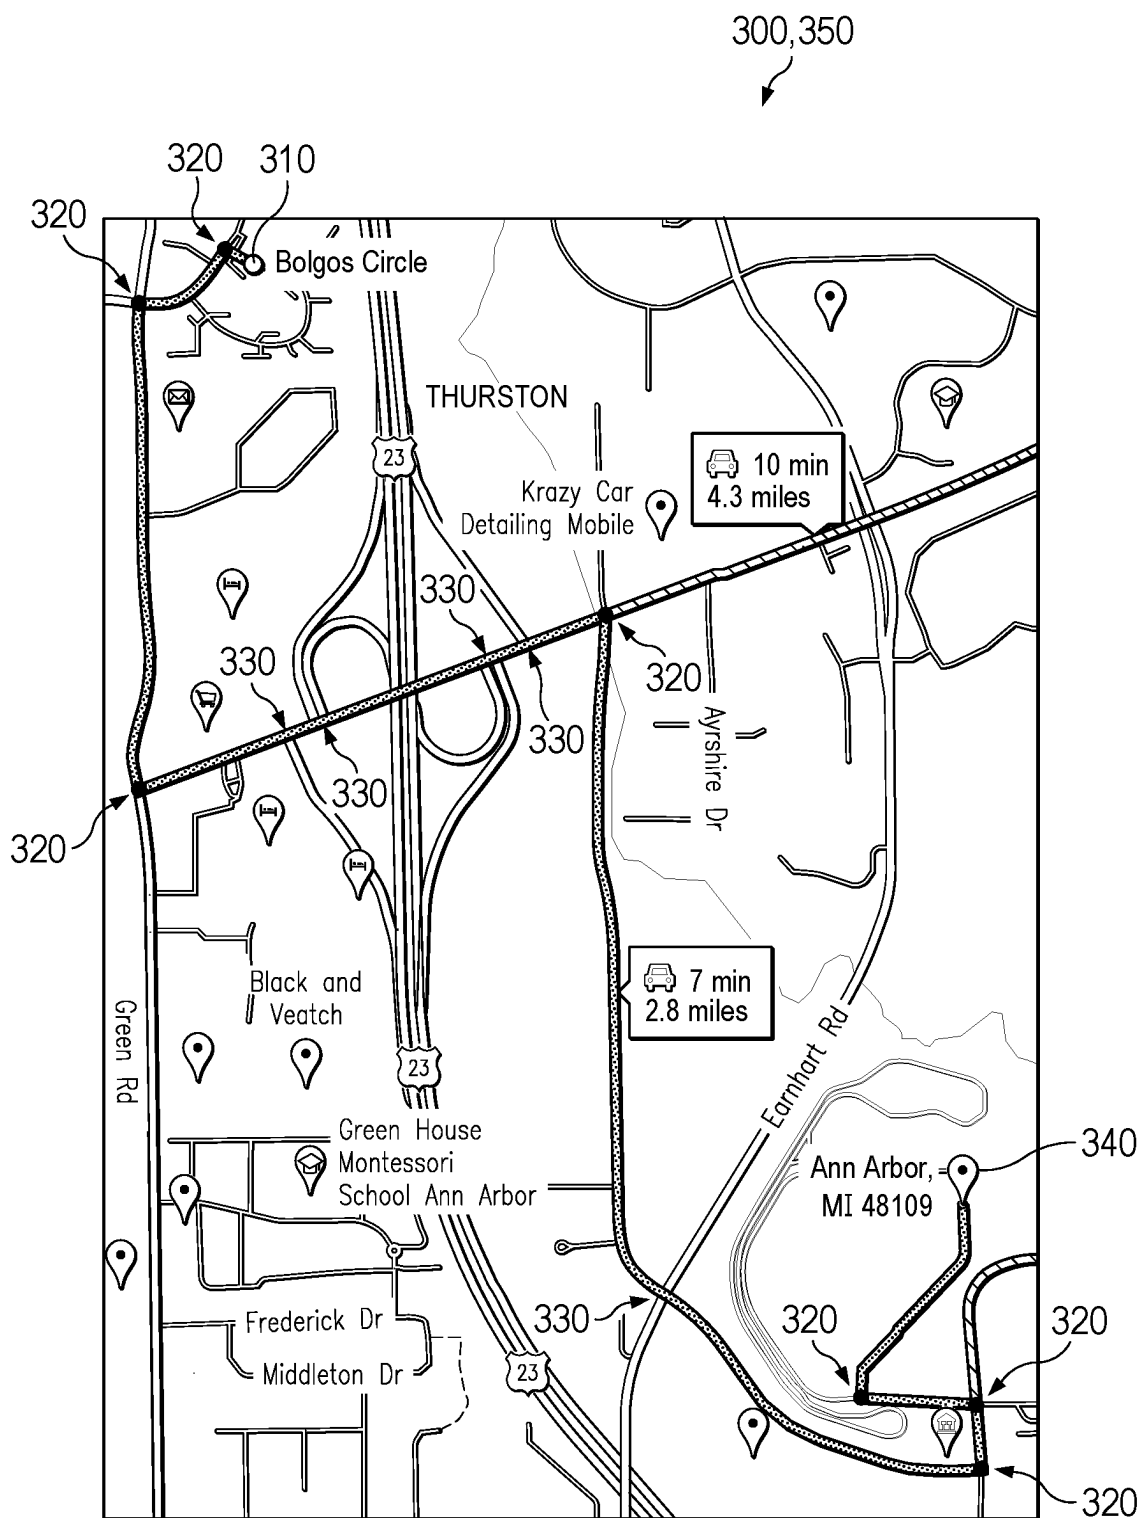 300,350
320
310
320
Bolgos Circle
THURSTON
23
10 min
4.3 miles
Krazy Car
Detailing Mobile
330
330
320
330
330
Ayrshire Dr
320
7 min
2.8 miles
Black and
Veatch
Green Rd
23
Earnhart Rd
Green House
Montessori
School Ann Arbor
Ann Arbor,
MI 48109
340
330
320
320
Frederick Dr
Middleton Dr
23
320